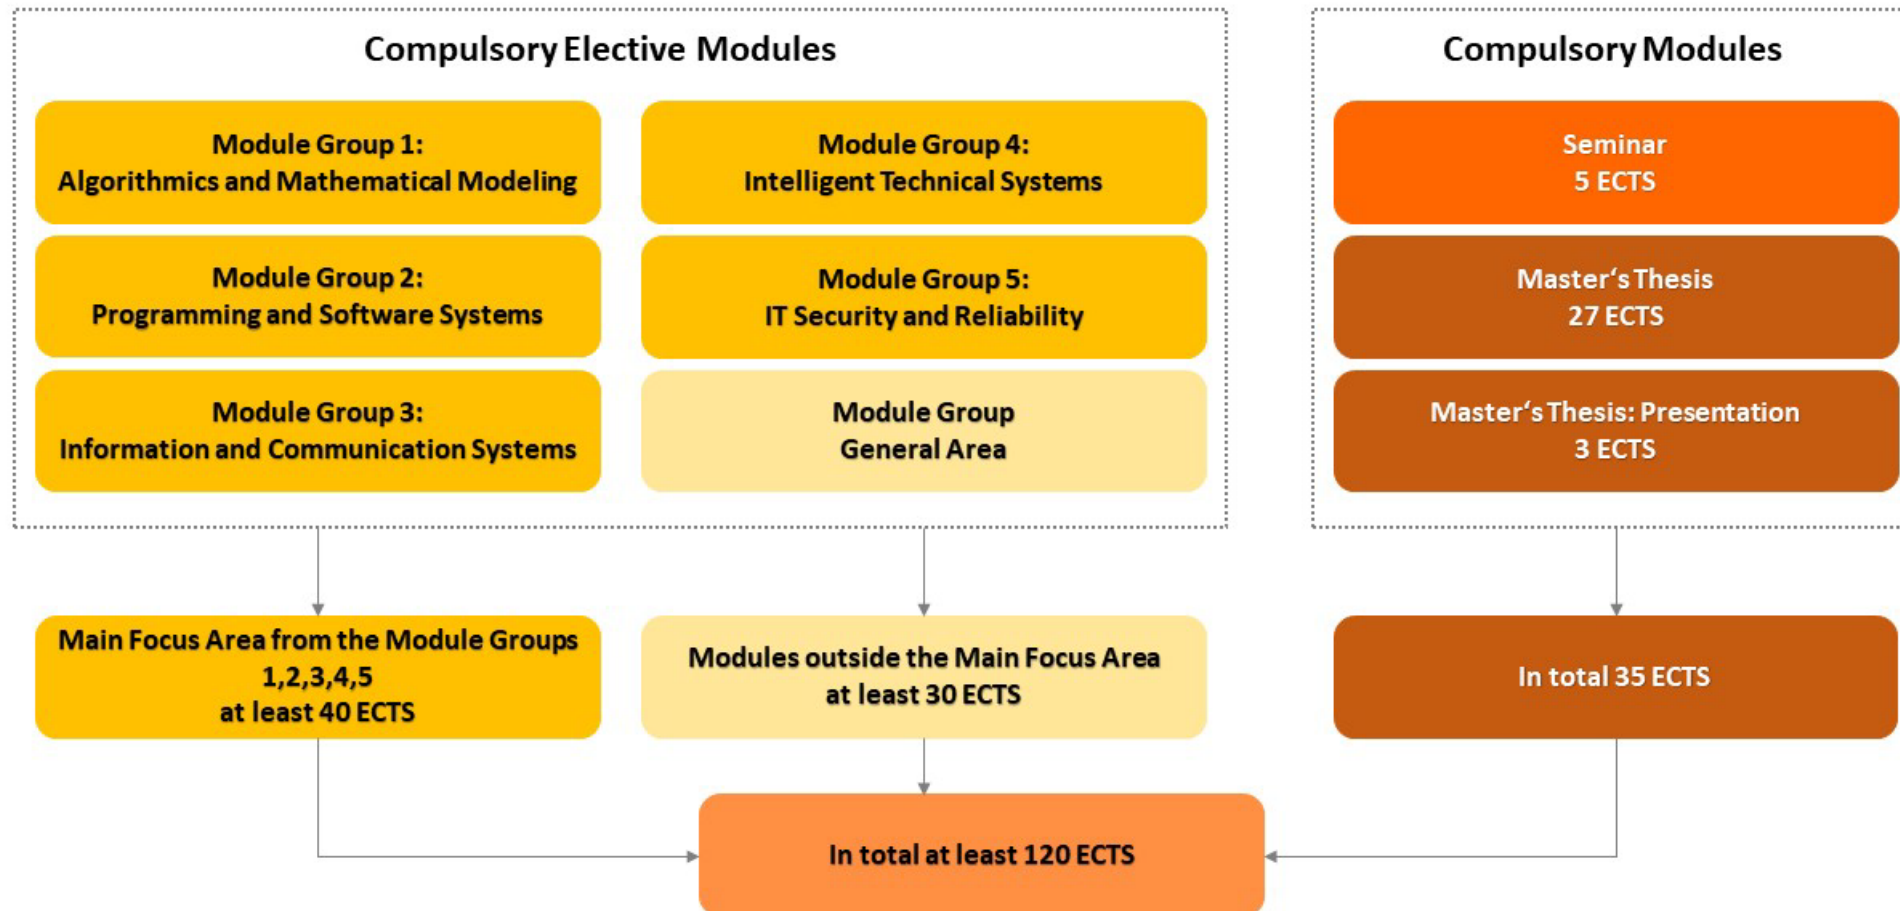 Compulsory Elective Modules
Module Group 1:
Algorithmics and Mathematical Modeling
Module Group 2:
Programming and Software Systems
Module Group 3:
Information and Communication Systems
Module Group 4:
Intelligent Technical Systems
Module Group 5:
IT Security and Reliability
Module Group
General Area
Compulsory Modules
Seminar
5 ECTS
Master‘s Thesis
27 ECTS
Master‘s Thesis: Presentation
3 ECTS
Main Focus Area from the Module Groups
1,2,3,4,5
at least 40 ECTS
Modules outside the Main Focus Area
at least 30 ECTS
In total 35 ECTS
In total at least 120 ECTS